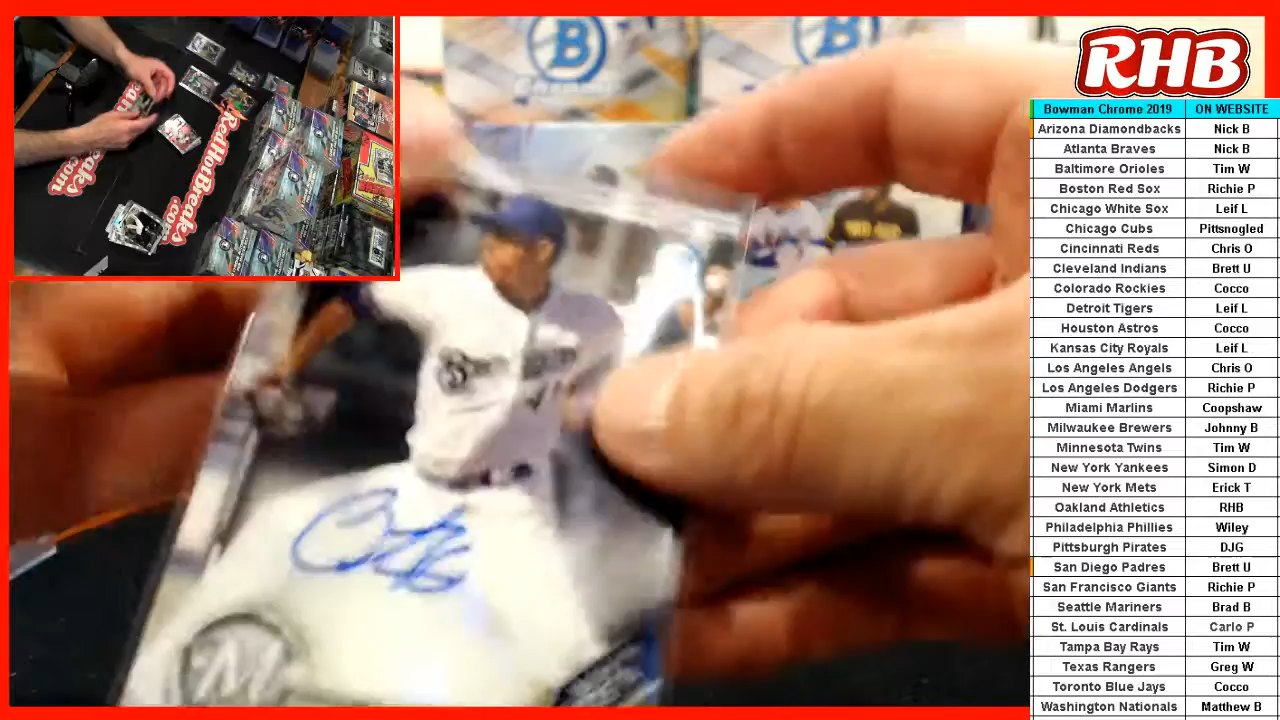 RHB
Bowman Chrome 2019 ON WEBSITE
Arizona Diamondbacks Nick B
Atlanta Braves Nick B
Baltimore Orioles Tim W
Boston Red Sox Richie P
Chicago White Sox Leif L
Chicago Cubs Pittsnogled
Cincinnati Reds Chris O
Cleveland Indians Brett U
Colorado Rockies Cocco
Detroit Tigers Leif L
Houston Astros Cocco
Kansas City Royals Leif L
Los Angeles Angels Chris O
Los Angeles Dodgers Richie P
Miami Marlins Coopshaw
Milwaukee Brewers Johnny B
Minnesota Twins Tim W
New York Yankees Simon D
New York Mets Erick T
Oakland Athletics RHB
Philadelphia Phillies Wiley
Pittsburgh Pirates DJG
San Diego Padres Brett U
San Francisco Giants Richie P
Seattle Mariners Brad B
St. Louis Cardinals Carlo P
Tampa Bay Rays Tim W
Texas Rangers Greg W
Toronto Blue Jays Cocco
Washington Nationals Matthew B
B
B
RedHotBreaks
.com